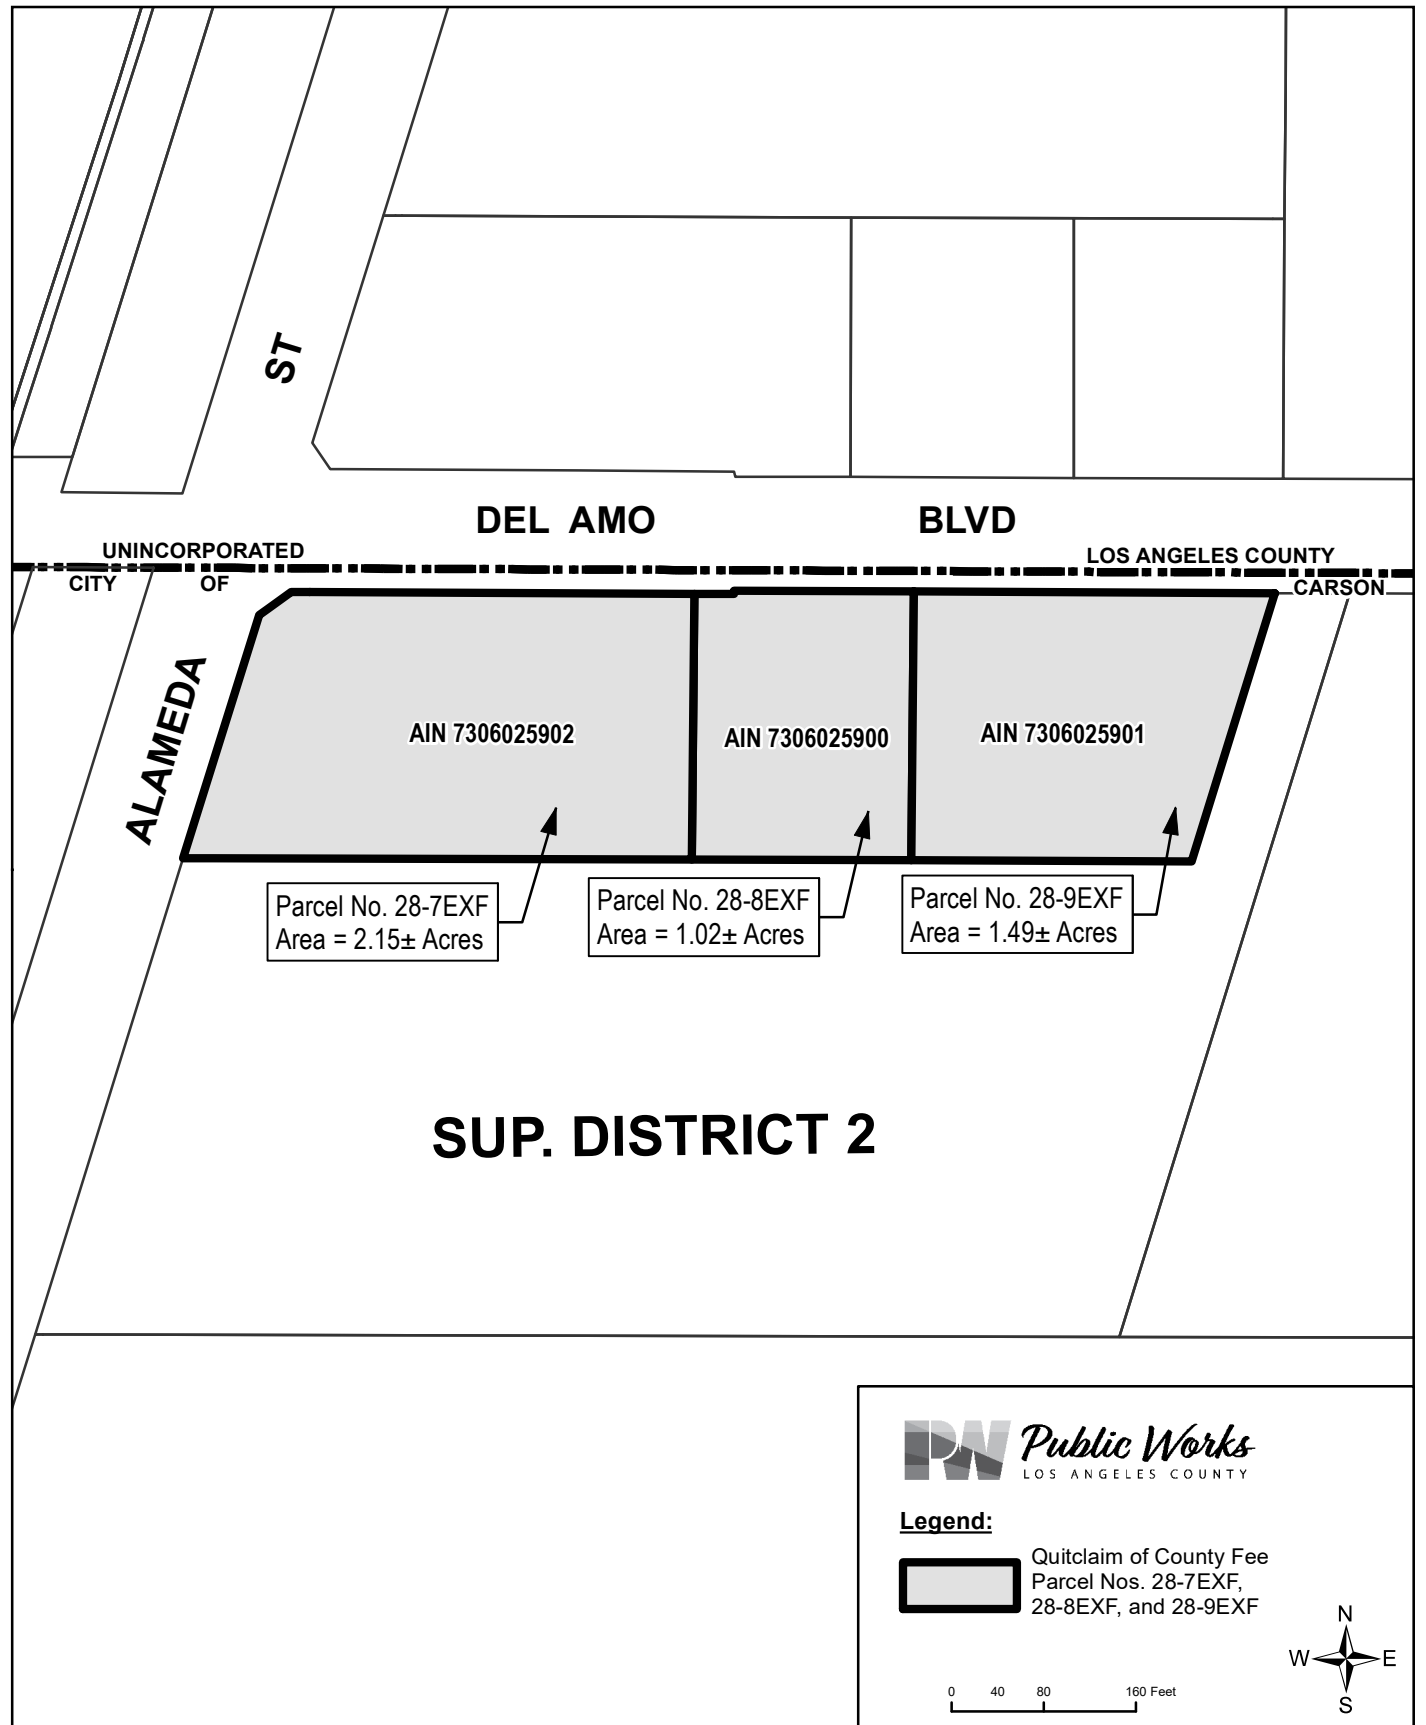 ST
DEL AMO BLVD
UNINCORPORATED LOS ANGELES COUNTY
CITY OF CARSON
ALAMEDA
AIN 7306025902
AIN 7306025900
AIN 7306025901
Parcel No. 28-7EXF
Area = 2.15± Acres
Parcel No. 28-8EXF
Area = 1.02± Acres
Parcel No. 28-9EXF
Area = 1.49± Acres
SUP. DISTRICT 2
PW Public Works
LOS ANGELES COUNTY
Legend:
Quitclaim of County Fee
Parcel Nos. 28-7EXF,
28-8EXF, and 28-9EXF
N
W E
S
0 40 80 160 Feet